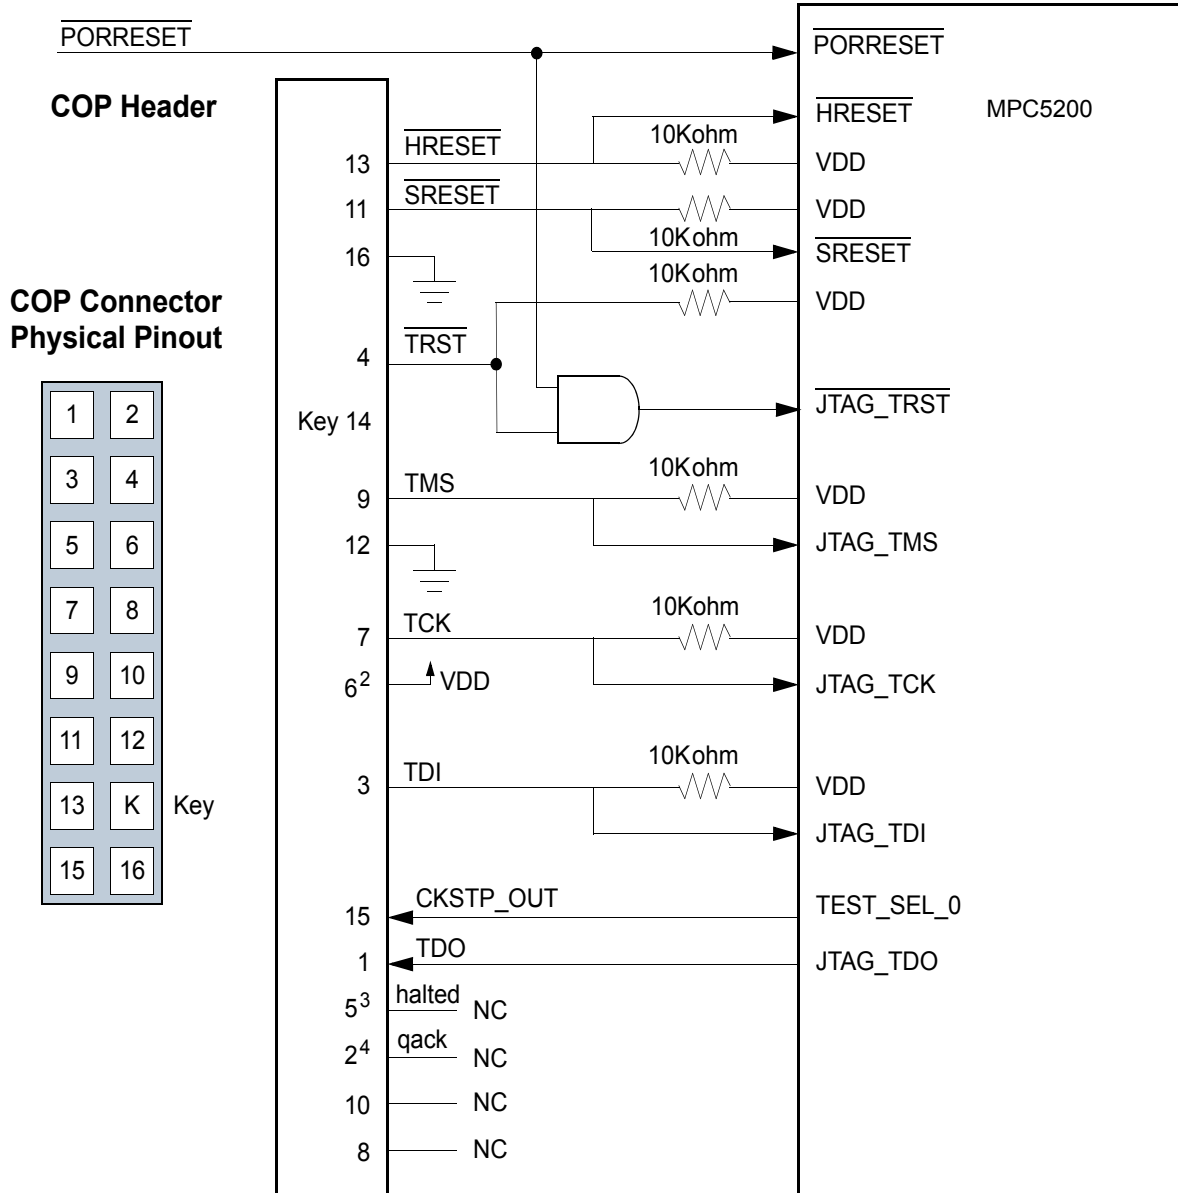 PORRESET
PORRESET
COP Header
HRESET
MPC5200
HRESET
10Kohm
13
VDD
SRESET
11
VDD
10Kohm
SRESET
16
10Kohm
VDD
COP Connector
Physical Pinout
TRST
4
JTAG_TRST
Key 14
1 2
3 4
5 6
7 8
9 10
11 12
13 K Key
15 16
10Kohm
TMS
9
VDD
12
JTAG_TMS
10Kohm
TCK
7
VDD
6²
VDD
JTAG_TCK
10Kohm
TDI
3
VDD
JTAG_TDI
CKSTP_OUT
15
TEST_SEL_0
TDO
1
JTAG_TDO
halted
5³
NC
qack
2⁴
NC
10
NC
8
NC